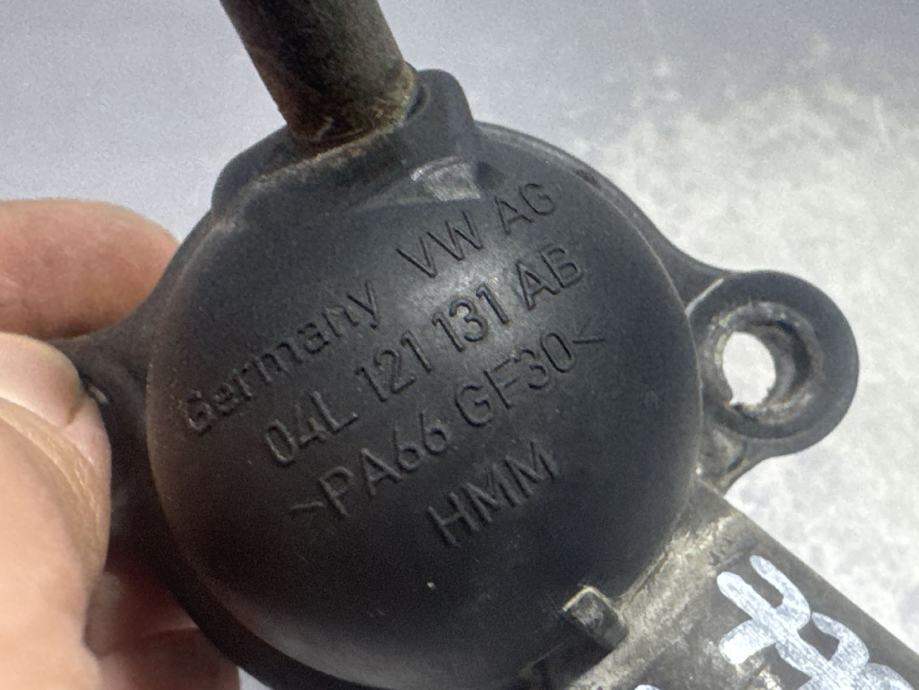 Germany VW AG
04L 121 131 AB
>PA66 GF30<
HMM